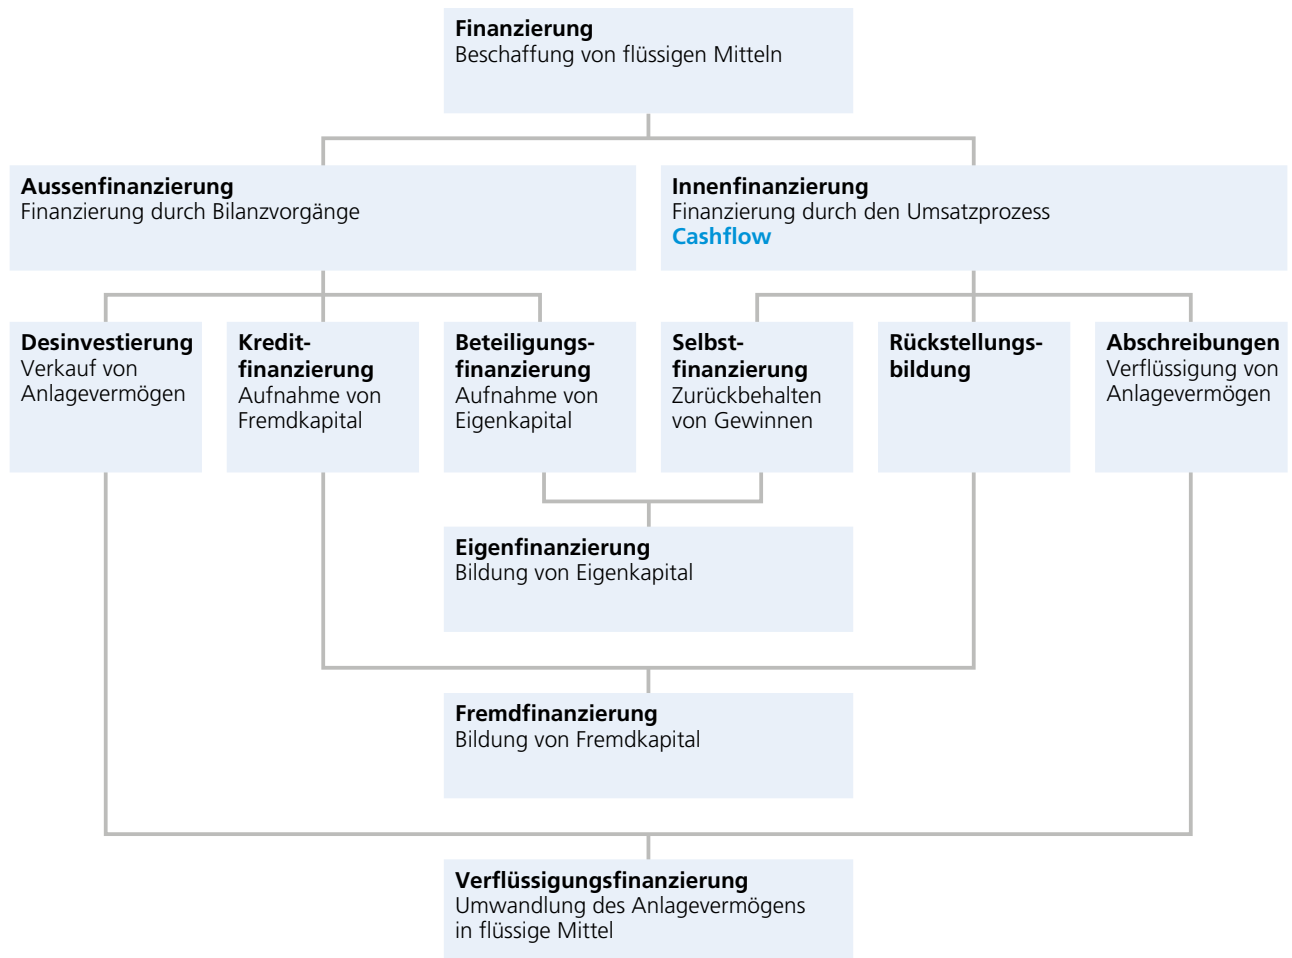 Finanzierung
Beschaffung von flüssigen Mitteln
Aussenfinanzierung
Finanzierung durch Bilanzvorgänge
Innenfinanzierung
Finanzierung durch den Umsatzprozess
Cashflow
Desinvestierung
Verkauf von
Anlagevermögen
Kredit-
finanzierung
Aufnahme von
Fremdkapital
Beteiligungs-
finanzierung
Aufnahme von
Eigenkapital
Selbst-
finanzierung
Zurückbehalten
von Gewinnen
Rückstellungs-
bildung
Abschreibungen
Verflüssigung von
Anlagevermögen
Eigenfinanzierung
Bildung von Eigenkapital
Fremdfinanzierung
Bildung von Fremdkapital
Verflüssigungsfinanzierung
Umwandlung des Anlagevermögens
in flüssige Mittel